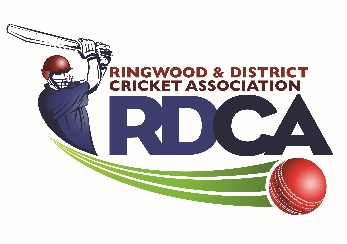 RINGWOOD & DISTRICT
CRICKET ASSOCIATION
RDCA